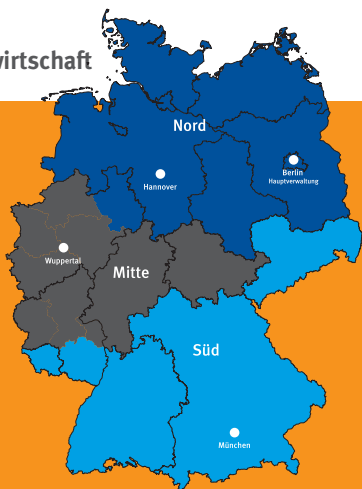 wirtschaft
Nord
Berlin
Hauptverwaltung
Hannover
Wuppertal
Mitte
Süd
München